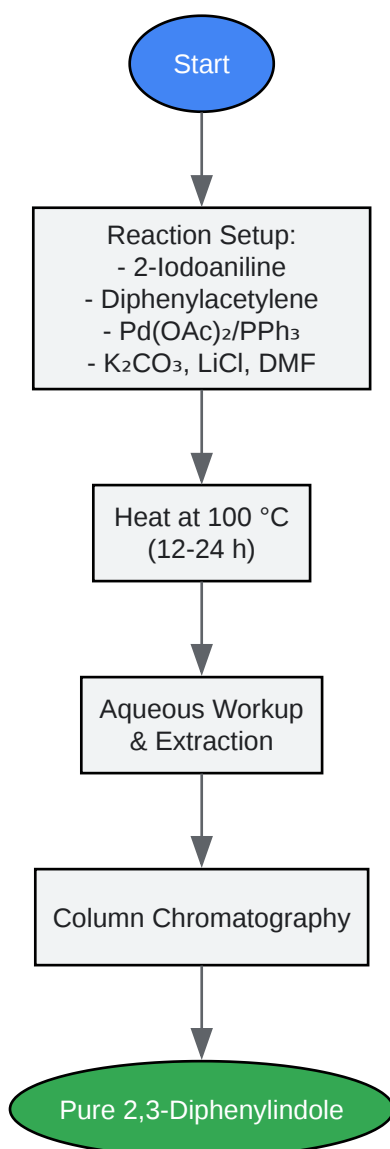 Start
Reaction Setup:
- 2-Iodoaniline
- Diphenylacetylene
- Pd(OAc)₂/PPh₃
- K₂CO₃, LiCl, DMF
Heat at 100 °C
(12-24 h)
Aqueous Workup
& Extraction
Column Chromatography
Pure 2,3-Diphenylindole